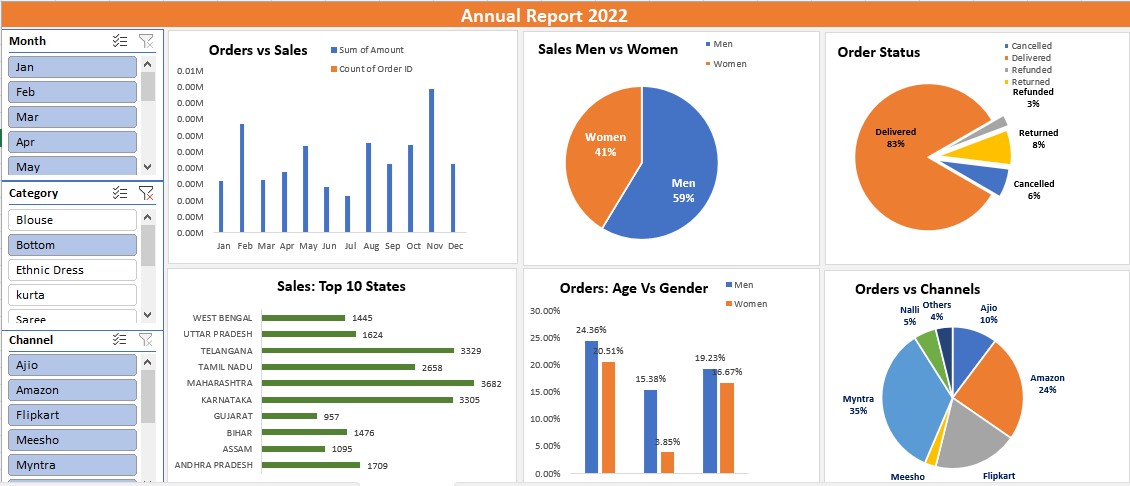 Annual Report 2022
Month
Jan
Feb
Mar
Apr
May
Category
Blouse
Bottom
Ethnic Dress
kurta
Saree
Channel
Ajio
Amazon
Flipkart
Meesho
Myntra
Orders vs Sales
Sum of Amount
Count of Order ID
0.01M
0.00M
0.00M
0.00M
0.00M
0.00M
0.00M
0.00M
0.00M
0.00M
0.00M
Jan Feb Mar Apr May Jun Jul Aug Sep Oct Nov Dec
Sales Men vs Women
Men
Women
Women
41%
Men
59%
Order Status
Cancelled
Delivered
Refunded
Returned
Refunded
3%
Delivered
83%
Returned
8%
Cancelled
6%
Sales: Top 10 States
WEST BENGAL 1445
UTTAR PRADESH 1624
TELANGANA 3329
TAMIL NADU 2658
MAHARASHTRA 3682
KARNATAKA 3305
GUJARAT 957
BIHAR 1476
ASSAM 1095
ANDHRA PRADESH 1709
Orders: Age Vs Gender
Men
Women
30.00%
25.00%
20.00%
15.00%
10.00%
5.00%
0.00%
24.36%
20.51%
15.38%
3.85%
19.23%
16.67%
Orders vs Channels
Nalli
5%
Others
4%
Ajio
10%
Amazon
24%
Myntra
35%
Meesho
Flipkart